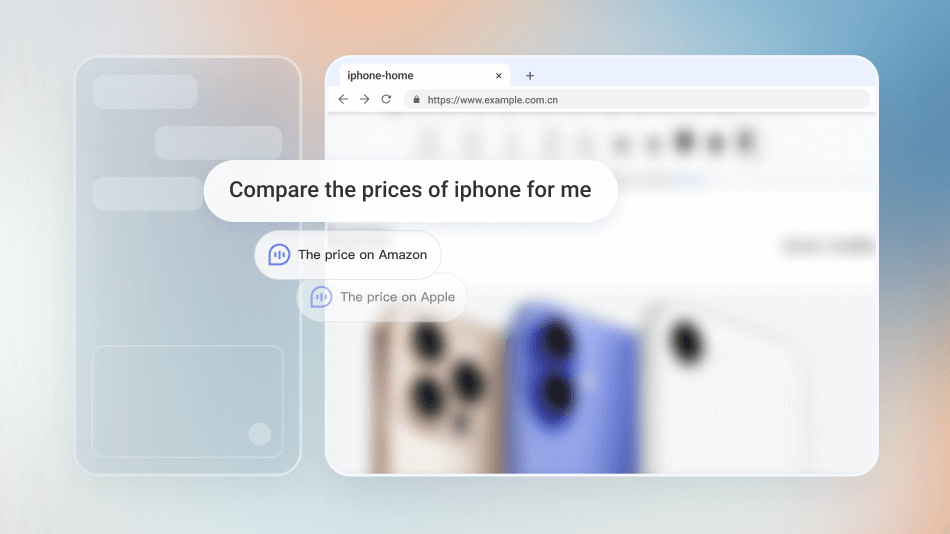 iphone-home
https://www.example.com.cn
Compare the prices of iphone for me
The price on Amazon
The price on Apple